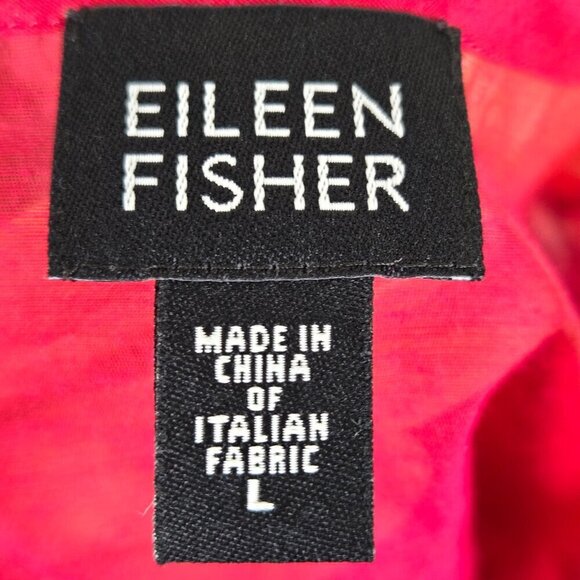 EILEEN
FISHER
MADE IN
CHINA
OF
ITALIAN
FABRIC
L